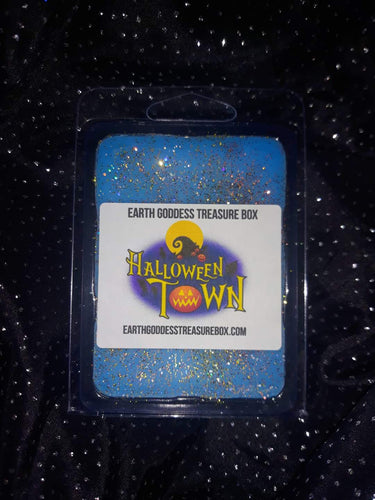 EARTH GODDESS TREASURE BOX
HALLOWEEN
TOWN
EARTHGODDESSTREASUREBOX.COM